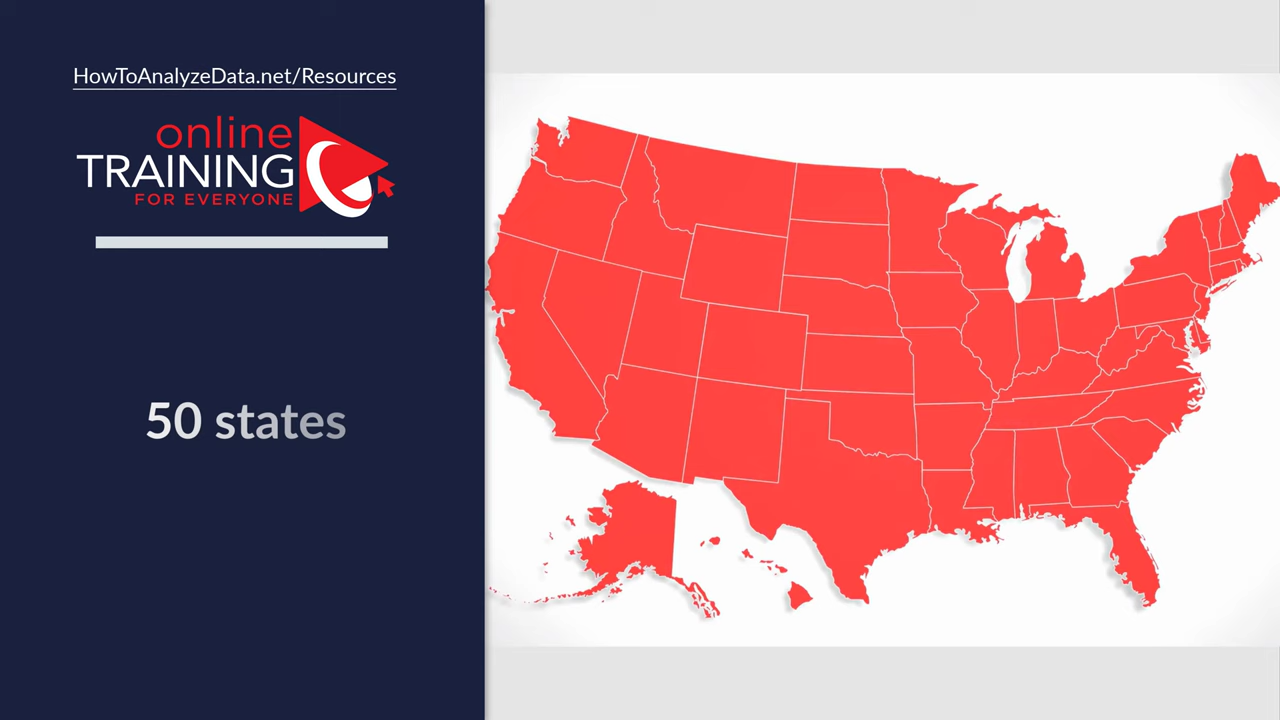 HowToAnalyzeData.net/Resources
online
TRAINING
FOR EVERYONE
50 states